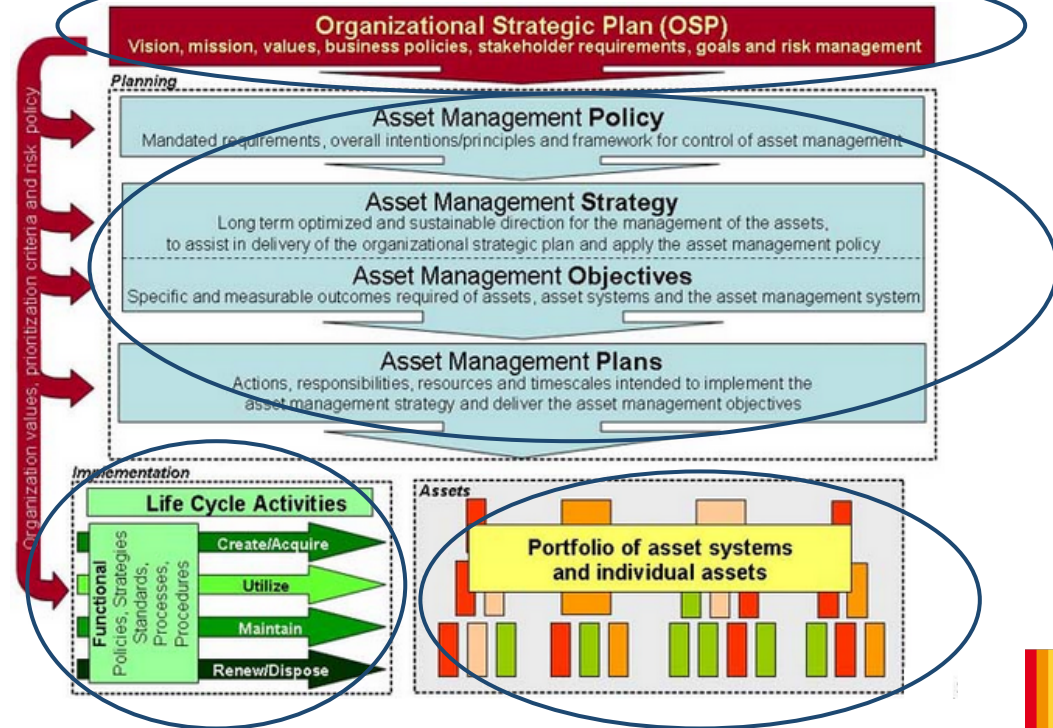 Organizational Strategic Plan (OSP)
Vision, mission, values, business policies, stakeholder requirements, goals and risk management
Organization values, prioritization criteria and risk policy
Planning
Asset Management Policy
Mandated requirements, overall intentions/principles and framework for control of asset management
Asset Management Strategy
Long term optimized and sustainable direction for the management of the assets,
to assist in delivery of the organizational strategic plan and apply the asset management policy
Asset Management Objectives
Specific and measurable outcomes required of assets, asset systems and the asset management system
Asset Management Plans
Actions, responsibilities, resources and timescales intended to implement the
asset management strategy and deliver the asset management objectives
Implementation
Life Cycle Activities
Functional
Policies, Strategies
Standards,
Processes,
Procedures
Create/Acquire
Utilize
Maintain
Renew/Dispose
Assets
Portfolio of asset systems
and individual assets